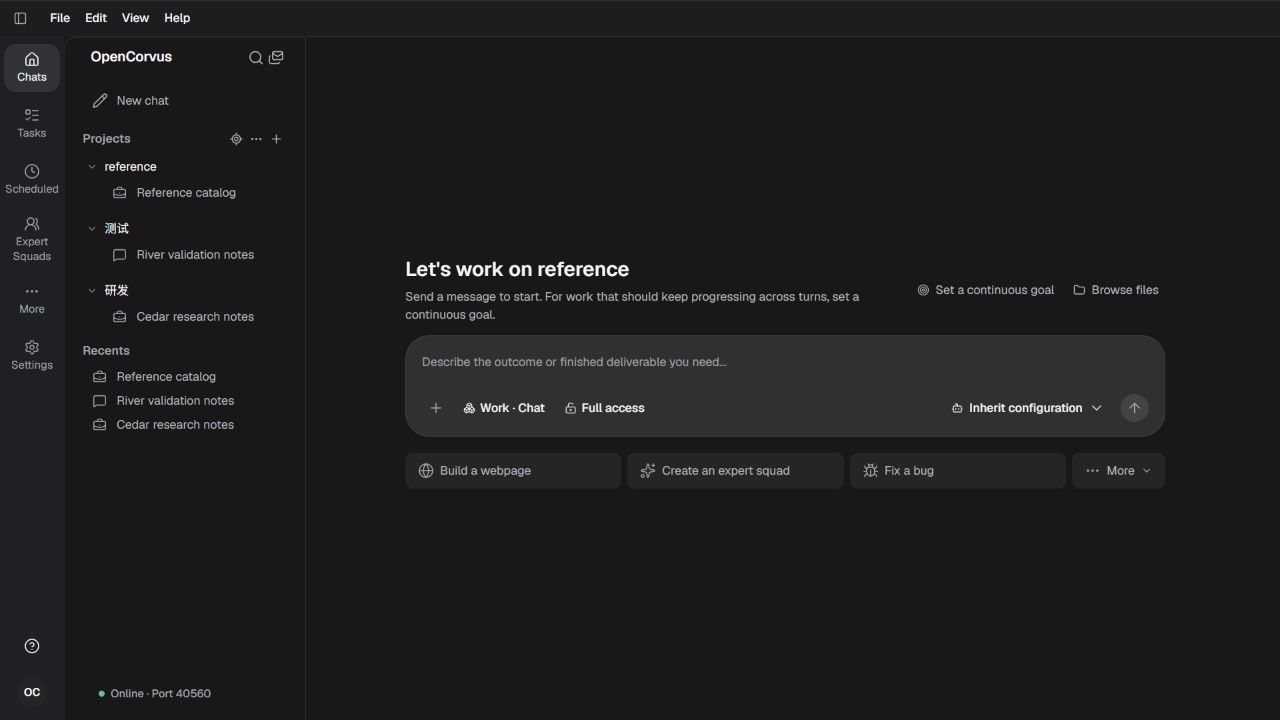 File Edit View Help
Chats
Tasks
Scheduled
Expert
Squads
More
Settings
OC
OpenCorvus
New chat
Projects
reference
Reference catalog
测试
River validation notes
研发
Cedar research notes
Recents
Reference catalog
River validation notes
Cedar research notes
Online · Port 40560
Let's work on reference
Send a message to start. For work that should keep progressing across turns, set a
continuous goal.
Set a continuous goal
Browse files
Describe the outcome or finished deliverable you need...
Work · Chat
Full access
Inherit configuration
Build a webpage
Create an expert squad
Fix a bug
More